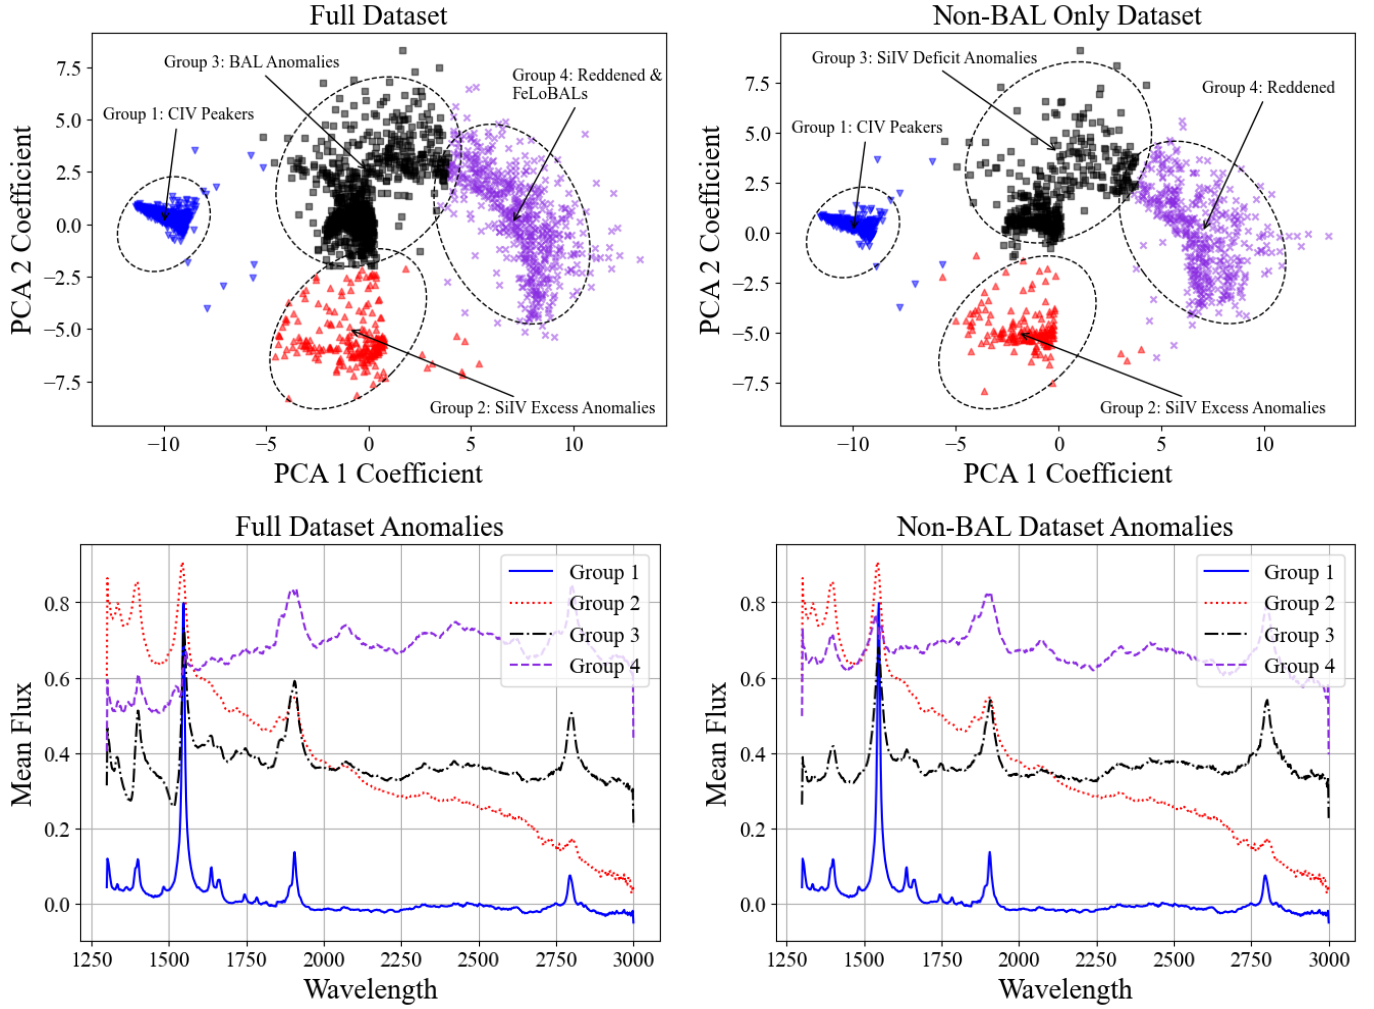 Full Dataset
Non-BAL Only Dataset
Group 3: BAL Anomalies
Group 4: Reddened &
FeLoBALs
Group 1: CIV Peakers
Group 2: SiIV Excess Anomalies
7.5
5.0
2.5
0.0
−2.5
−5.0
−7.5
PCA 2 Coefficient
−10
−5
0
5
10
PCA 1 Coefficient
Group 3: SiIV Deficit Anomalies
Group 4: Reddened
Group 1: CIV Peakers
Group 2: SiIV Excess Anomalies
7.5
5.0
2.5
0.0
−2.5
−5.0
−7.5
PCA 2 Coefficient
−10
−5
0
5
10
PCA 1 Coefficient
Full Dataset Anomalies
Group 1
Group 2
Group 3
Group 4
0.8
0.6
0.4
0.2
0.0
Mean Flux
1250
1500
1750
2000
2250
2500
2750
3000
Wavelength
Non-BAL Dataset Anomalies
Group 1
Group 2
Group 3
Group 4
0.8
0.6
0.4
0.2
0.0
Mean Flux
1250
1500
1750
2000
2250
2500
2750
3000
Wavelength